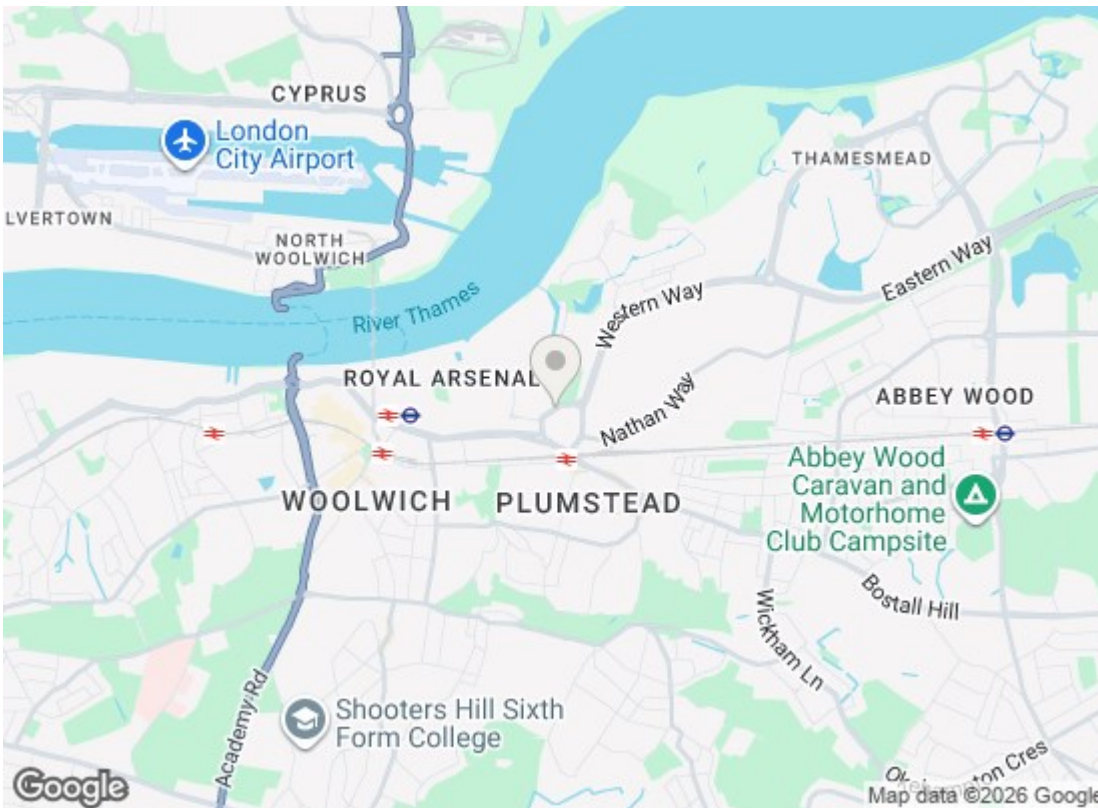 CYPRUS
London
City Airport
THAMESMEAD
LVERTOWN
NORTH
WOOLWICH
Eastern Way
River Thames
Western Way
ROYAL ARSENAL
Nathan Way
ABBEY WOOD
WOOLWICH
PLUMSTEAD
Abbey Wood
Caravan and
Motorhome
Club Campsite
Bostall Hill
Wickham Ln
Academy Rd
Shooters Hill Sixth
Form College
Google
Map data ©2026 Google